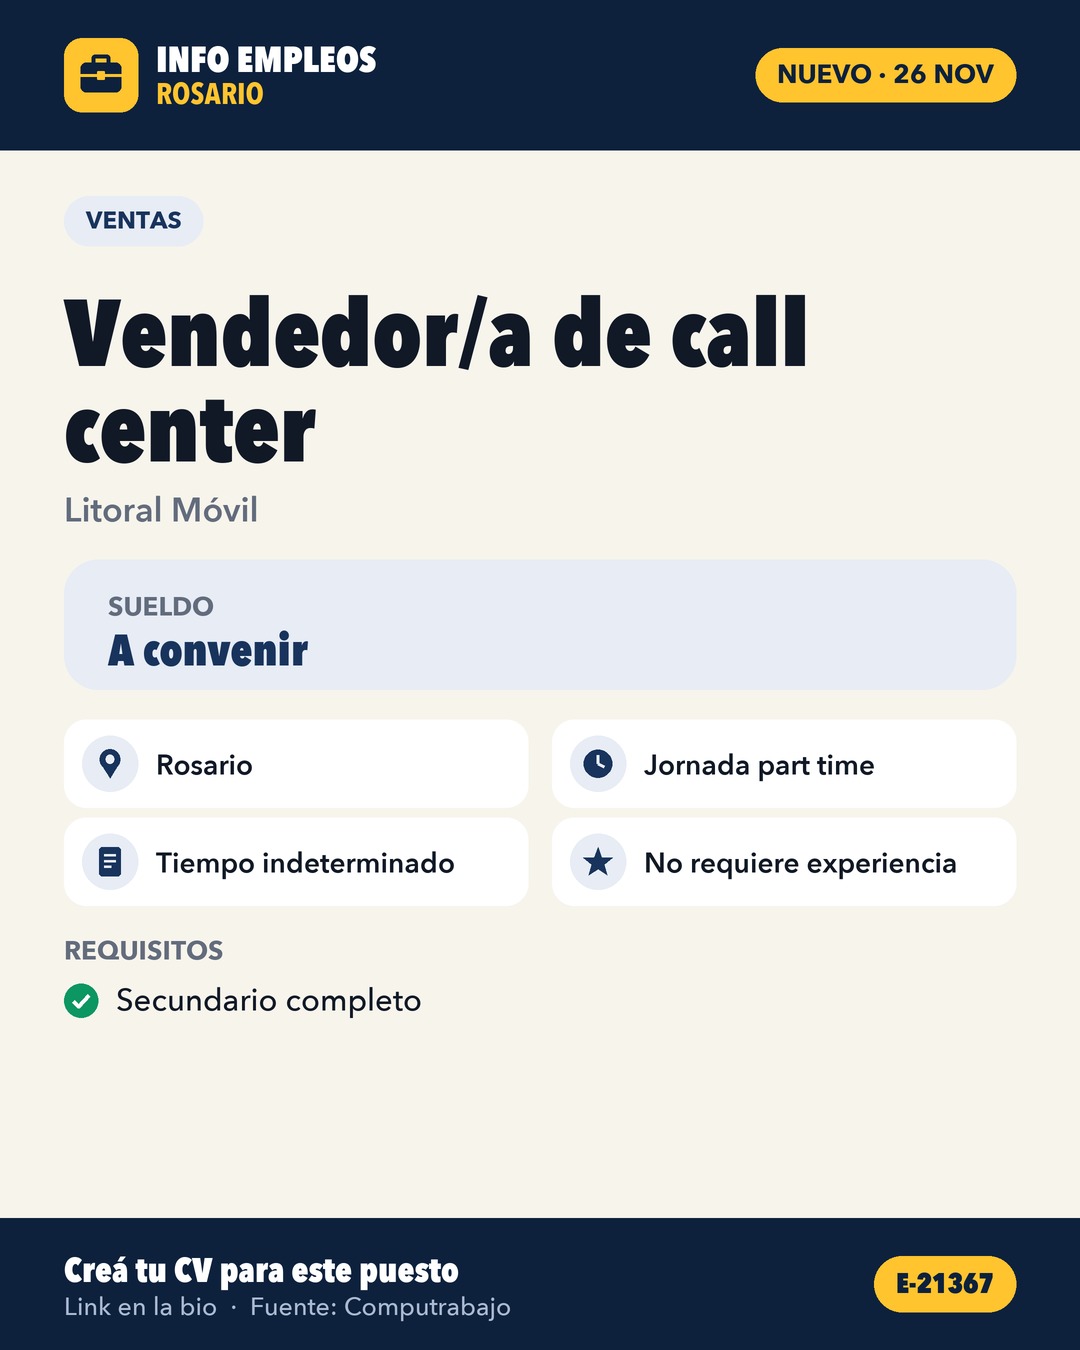 INFO EMPLEOS
ROSARIO
NUEVO · 26 NOV
VENTAS
Vendedor/a de call
center
Litoral Móvil
SUELDO
A convenir
Rosario
Jornada part time
Tiempo indeterminado
No requiere experiencia
REQUISITOS
Secundario completo
Creá tu CV para este puesto
Link en la bio · Fuente: Computrabajo
E-21367